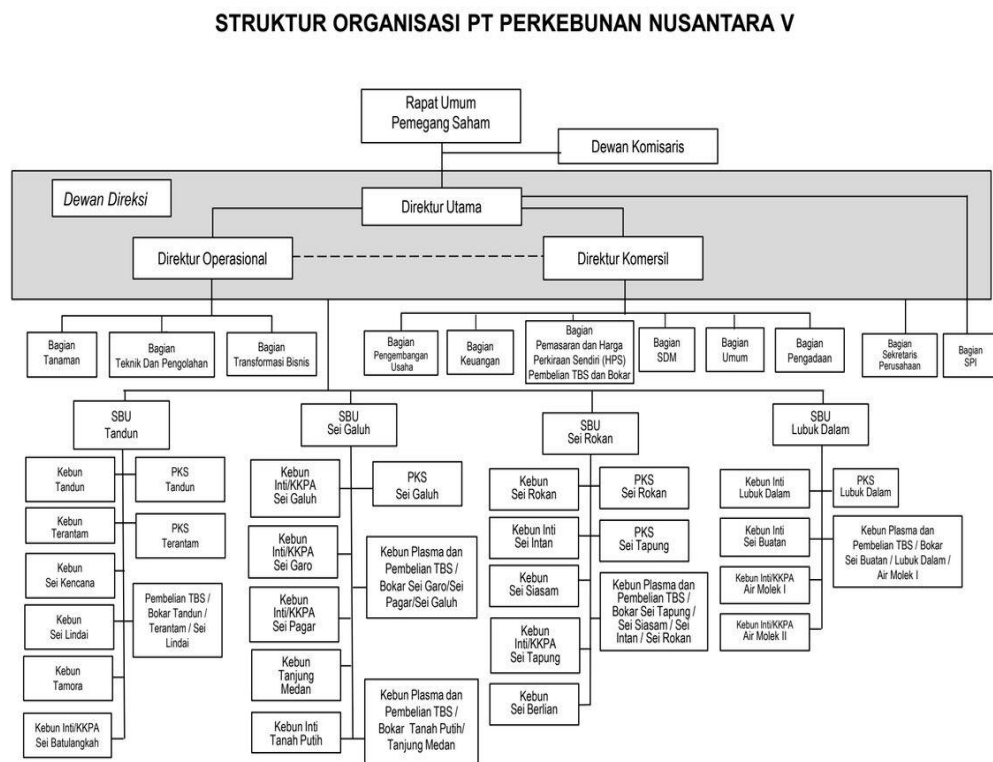 STRUKTUR ORGANISASI PT PERKEBUNAN NUSANTARA V
Rapat Umum
Pemegang Saham
Dewan Komisaris
Dewan Direksi
Direktur Utama
Direktur Operasional
Direktur Komersil
Bagian
Tanaman
Bagian
Teknik Dan Pengolahan
Bagian
Transformasi Bisnis
Bagian
Pengembangan
Usaha
Bagian
Keuangan
Bagian
Pemasaran dan Harga
Perkiraan Sendiri (HPS)
Pembelian TBS dan Bokar
Bagian
SDM
Bagian
Umum
Bagian
Pengadaan
Bagian
Sekretaris
Perusahaan
Bagian
SPI
SBU
Tandun
Kebun
Tandun
PKS
Tandun
Kebun
Terantam
PKS
Terantam
Kebun
Sei Kencana
Kebun
Sei Lindai
Pembelian TBS /
Bokar Tandun /
Terantam / Sei
Lindai
Kebun
Tamora
Kebun Inti/KKPA
Sei Batulangkah
SBU
Sei Galuh
Kebun
Inti/KKPA
Sei Galuh
PKS
Sei Galuh
Kebun
Inti/KKPA
Sei Garo
Kebun Plasma dan
Pembelian TBS /
Bokar Sei Garo/Sei
Pagar/Sei Galuh
Kebun
Inti/KKPA
Sei Pagar
Kebun
Tanjung
Medan
Kebun Inti
Tanah Putih
Kebun Plasma dan
Pembelian TBS /
Bokar Tanah Putih/
Tanjung Medan
SBU
Sei Rokan
Kebun
Sei Rokan
PKS
Sei Rokan
Kebun Inti
Sei Intan
PKS
Sei Tapung
Kebun
Sei Siasam
Kebun Plasma dan
Pembelian TBS /
Bokar Sei Tapung /
Sei Siasam / Sei
Intan / Sei Rokan
Kebun
Inti/KKPA
Sei Tapung
Kebun
Sei Berlian
SBU
Lubuk Dalam
Kebun Inti
Lubuk Dalam
PKS
Lubuk Dalam
Kebun Inti
Sei Buatan
Kebun Plasma dan
Pembelian TBS / Bokar
Sei Buatan / Lubuk Dalam /
Air Molek I
Kebun Inti/KKPA
Air Molek I
Kebun Inti/KKPA
Air Molek II